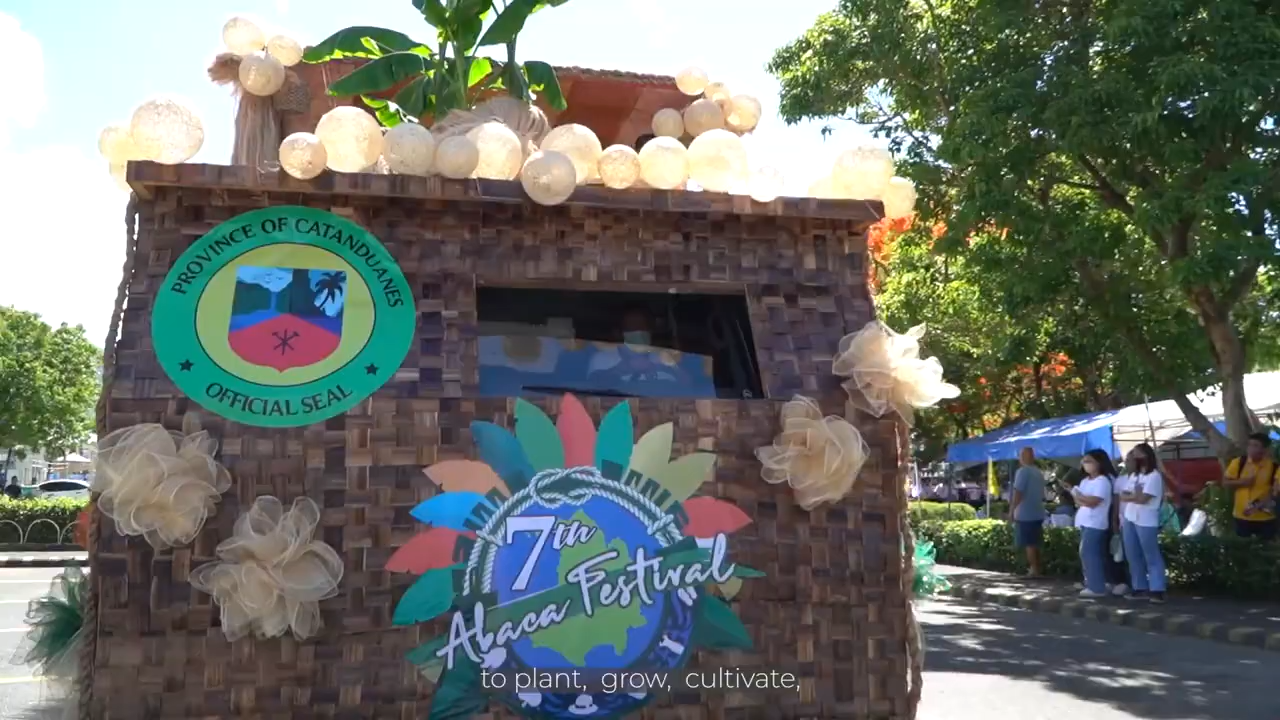 PROVINCE OF CATANDUANES
OFFICIAL SEAL
7th
Abaca Festival
to plant, grow, cultivate,